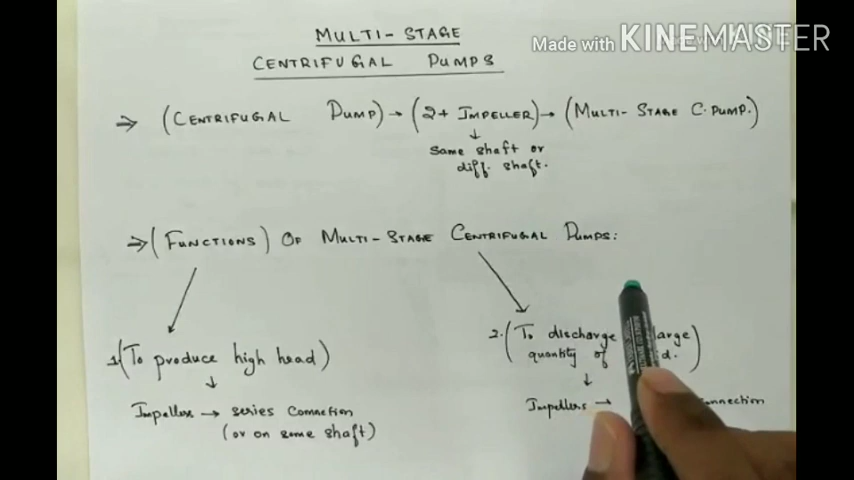 MULTI-STAGE
CENTRIFUGAL PUMPS
Made with KINEMASTER
⇒ (CENTRIFUGAL PUMP) → (2+ IMPELLER) → (MULTI-STAGE C.PUMP.)
↓
Same shaft or
diff. shaft.
⇒ (FUNCTIONS) OF MULTI-STAGE CENTRIFUGAL PUMPS:
1.(To produce high head)
↓
Impellers → series connection
(or on same shaft)
2.(To discharge
quantity of
↓
Impellers →